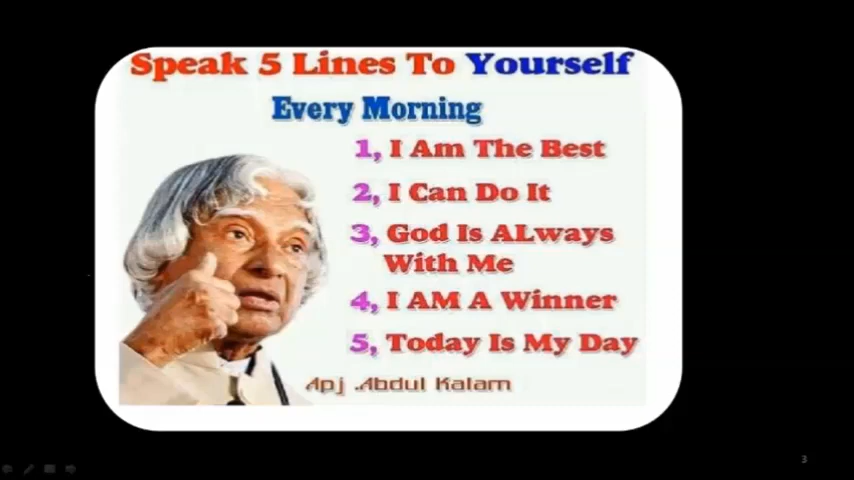 Speak 5 Lines To Yourself
Every Morning
1, I Am The Best
2, I Can Do It
3, God Is ALways
With Me
4, I AM A Winner
5, Today Is My Day
Apj .Abdul Kalam
3